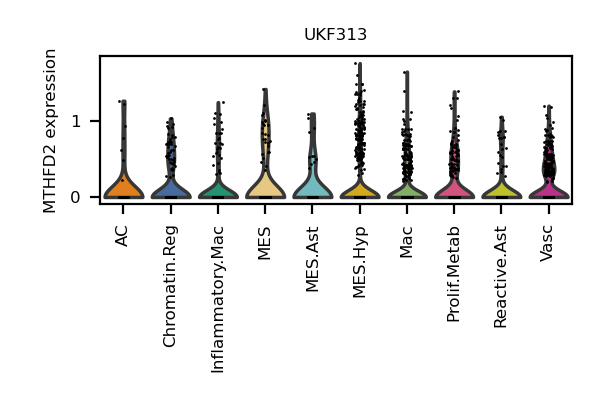 UKF313
MTHFD2 expression
1
0
AC
Chromatin.Reg
Inflammatory.Mac
MES
MES.Ast
MES.Hyp
Mac
Prolif.Metab
Reactive.Ast
Vasc